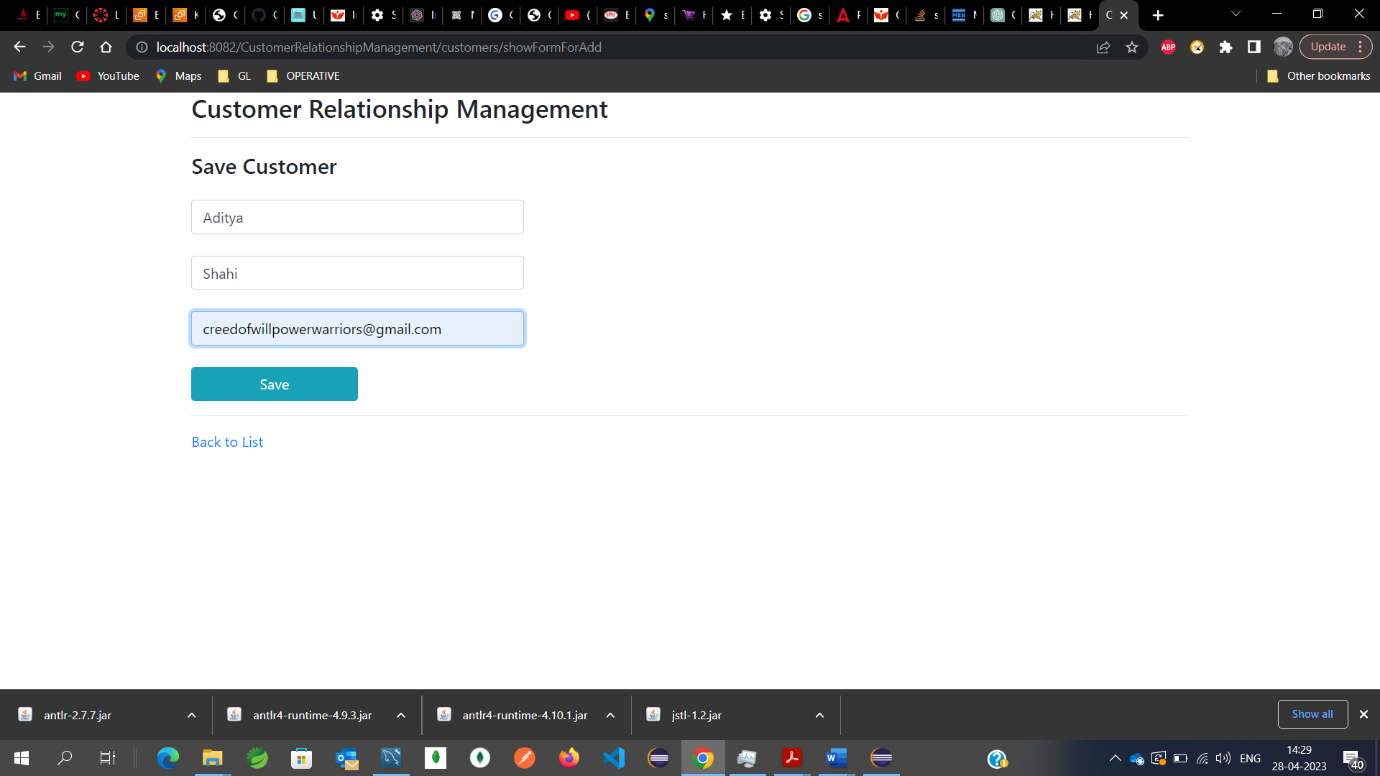 localhost:8082/CustomerRelationshipManagement/customers/showFormForAdd
ABP
Update
Gmail
YouTube
Maps
GL
OPERATIVE
Other bookmarks
Customer Relationship Management
Save Customer
Aditya
Shahi
creedofwillpowerwarriors@gmail.com
Save
Back to List
antlr-2.7.7.jar
antlr4-runtime-4.9.3.jar
antlr4-runtime-4.10.1.jar
jstl-1.2.jar
Show all
ENG
14:29
28-04-2023
40